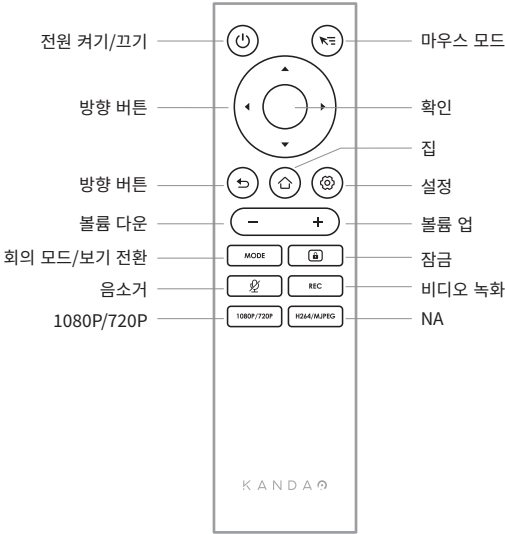 전원 켜기/끄기
마우스 모드
방향 버튼
확인
집
방향 버튼
설정
볼륨 다운
볼륨 업
회의 모드/보기 전환
MODE
잠금
음소거
REC
비디오 녹화
1080P/720P
1080P/720P
H264/MJPEG
NA
KANDAO